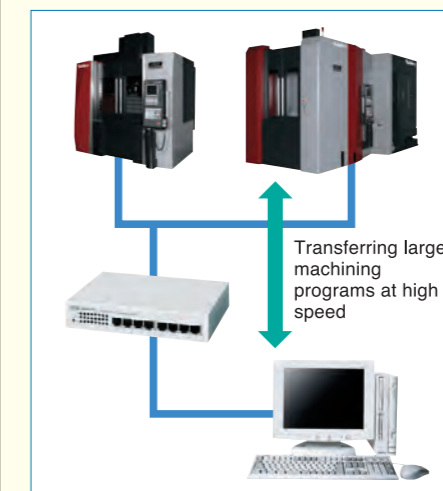 Transferring large
machining
programs at high
speed